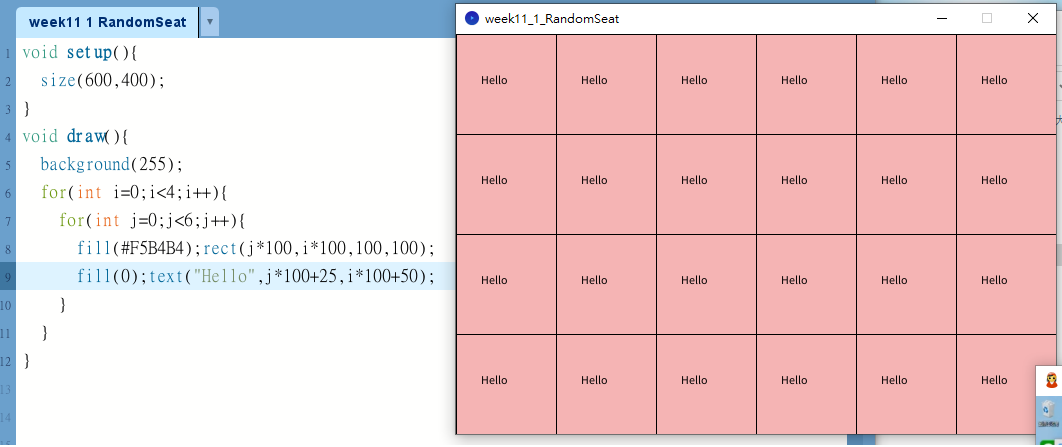 week11 1 RandomSeat
week11_1_RandomSeat
1 void setup(){
2 size(600,400);
3 }
4 void draw(){
5 background(255);
6 for(int i=0;i<4;i++){
7 for(int j=0;j<6;j++){
8 fill(#F5B4B4);rect(j*100,i*100,100,100);
9 fill(0);text("Hello",j*100+25,i*100+50);
10 }
11 }
12 }
13
14
15
Hello Hello Hello Hello Hello Hello
Hello Hello Hello Hello Hello Hello
Hello Hello Hello Hello Hello Hello
Hello Hello Hello Hello Hello Hello